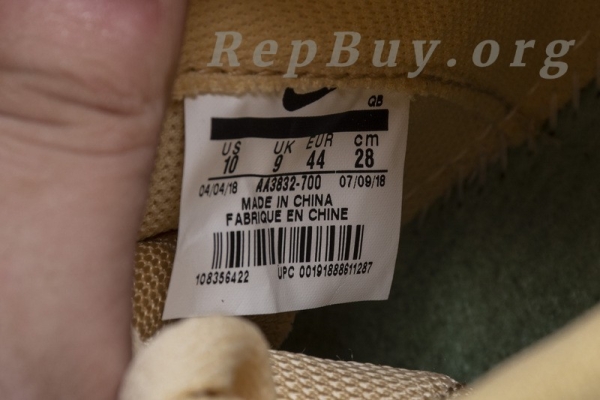 RepBuy.org
QB
US UK EUR cm
10 9 44 28
04/04/18 AA3832-700 07/09/18
MADE IN CHINA
FABRIQUE EN CHINE
108356422 UPC 00191888611287